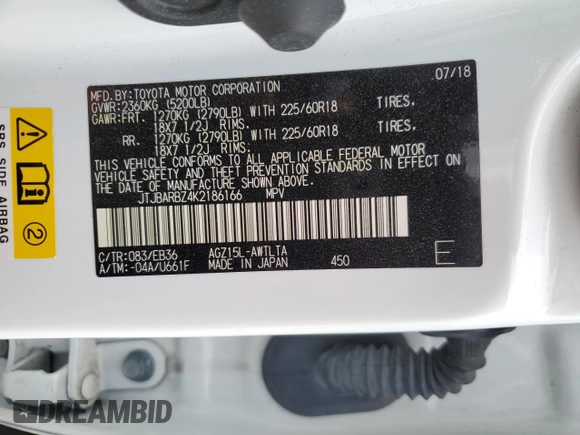 MFD.BY:TOYOTA MOTOR CORPORATION 07/18
GVWR:2360KG (5200LB)
GAWR:FRT. 1270KG (2790LB) WITH 225/60R18 TIRES.
18X7 1/2J RIMS.
RR. 1270KG (2790LB) WITH 225/60R18 TIRES.
18X7 1/2J RIMS.
THIS VEHICLE CONFORMS TO ALL APPLICABLE FEDERAL MOTOR
VEHICLE SAFETY AND THEFT PREVENTION STANDARDS IN EFFECT ON
THE DATE OF MANUFACTURE SHOWN ABOVE.
JTJBARBZ4K2186166 MPV
C/TR:083/EB36 AGZ15L-AWTLTA
A/TM:-04A/U661F MADE IN JAPAN 450 E
SRS SIDE AIRBAG
2
DREAMBID